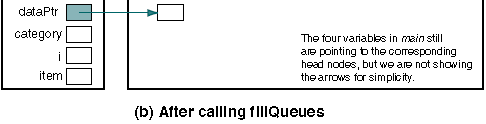 dataPtr
category
i
item
The four variables in main still
are pointing to the corresponding
head nodes, but we are not showing
the arrows for simplicity.
(b) After calling fillQueues